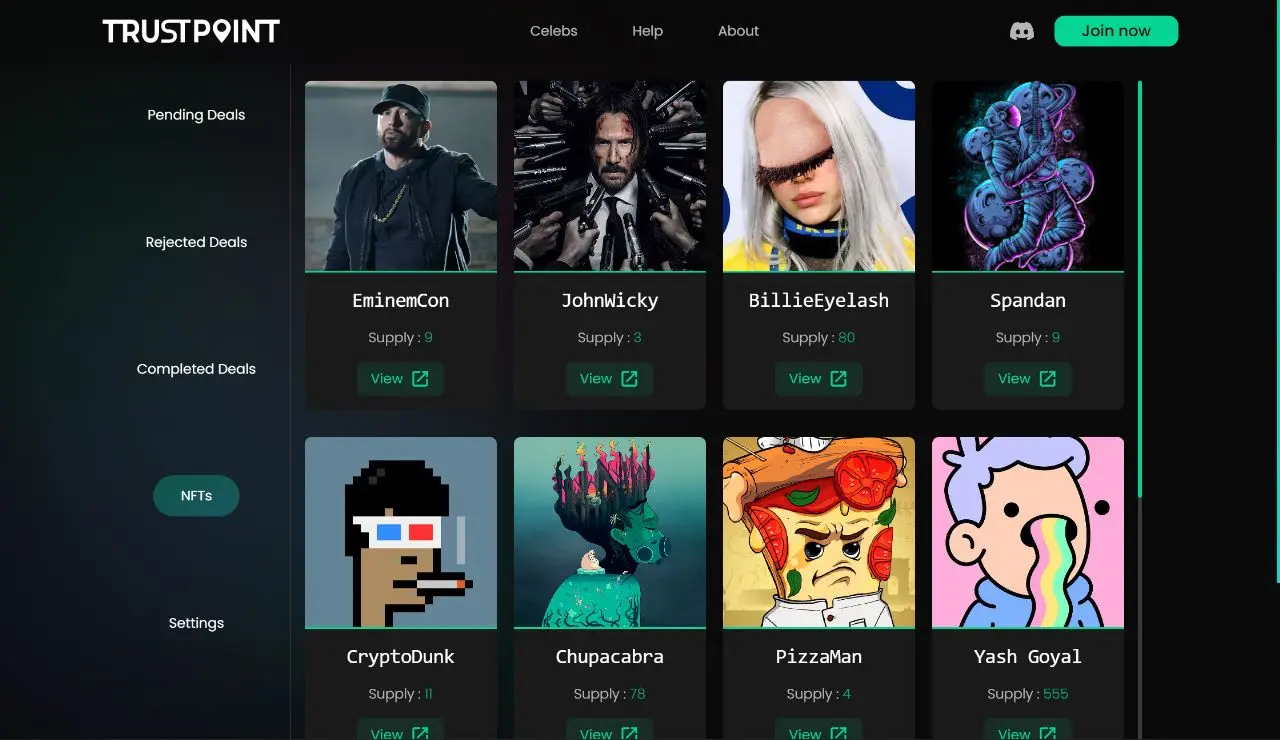 TRUSTPOINT
Celebs
Help
About
Join now
Pending Deals
Rejected Deals
Completed Deals
NFTs
Settings
EminemCon
Supply : 9
View
JohnWicky
Supply : 3
View
BillieEyelash
Supply : 80
View
Spandan
Supply : 9
View
CryptoDunk
Supply : 11
View
Chupacabra
Supply : 78
View
PizzaMan
Supply : 4
View
Yash Goyal
Supply : 555
View